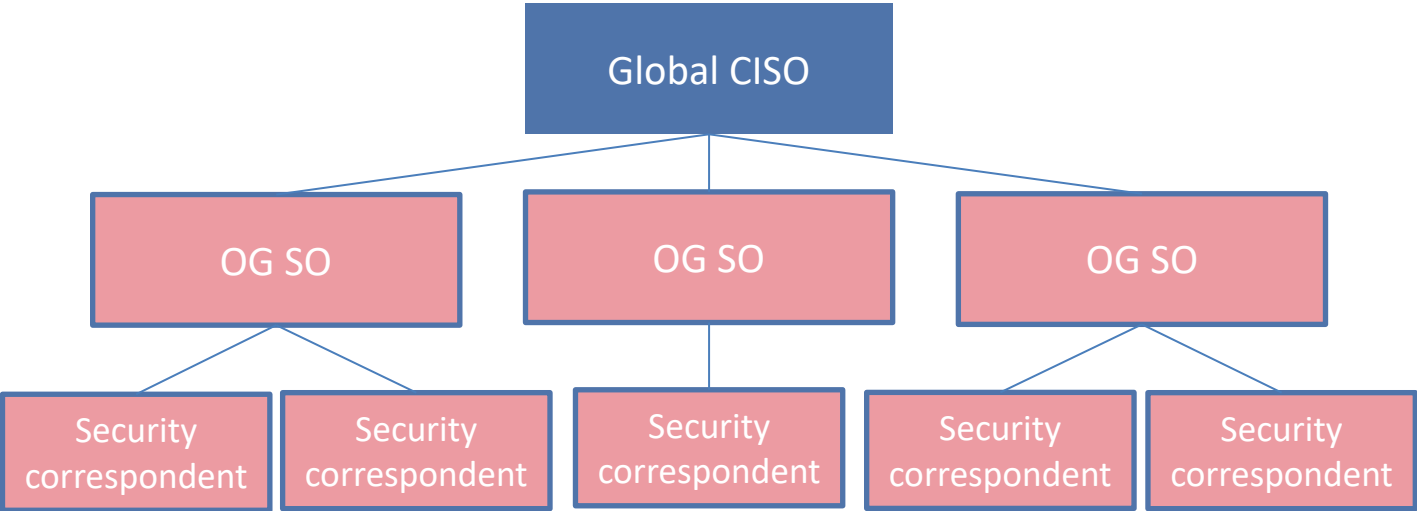 Global CISO
OG SO
OG SO
OG SO
Security
correspondent
Security
correspondent
Security
correspondent
Security
correspondent
Security
correspondent